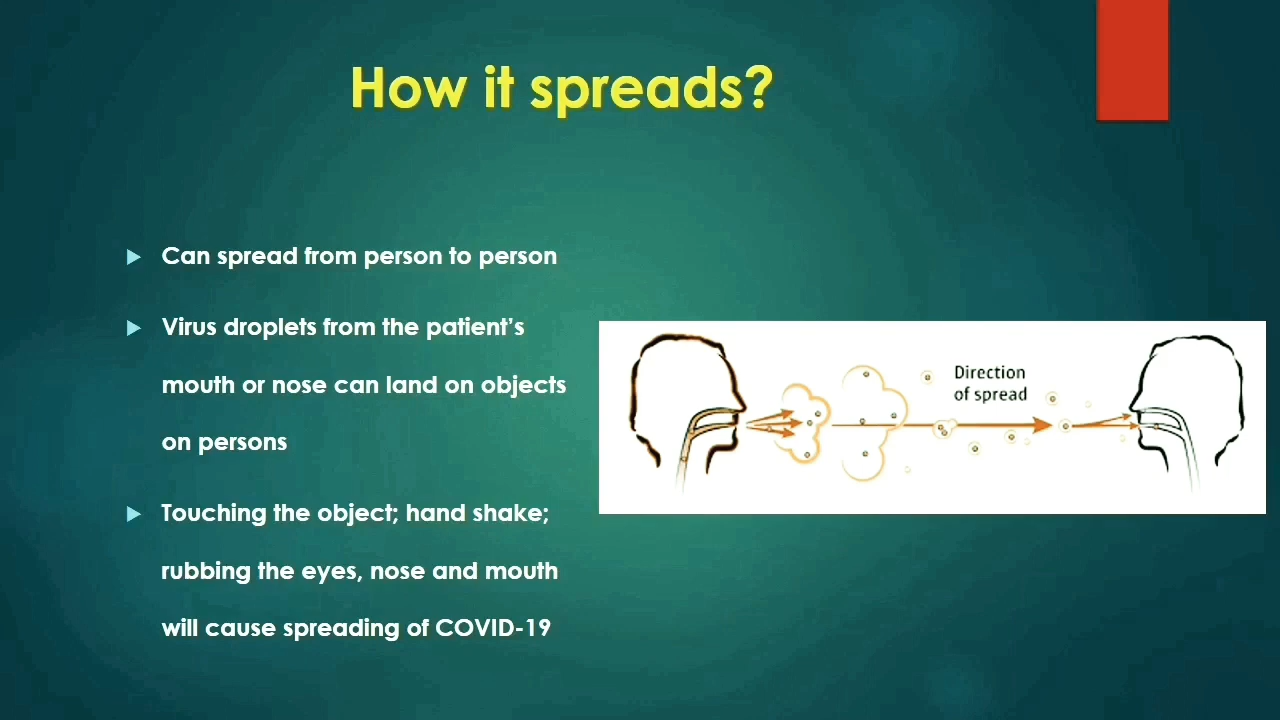 How it spreads?
Can spread from person to person
Virus droplets from the patient's
mouth or nose can land on objects
on persons
Touching the object; hand shake;
rubbing the eyes, nose and mouth
will cause spreading of COVID-19
Direction
of spread